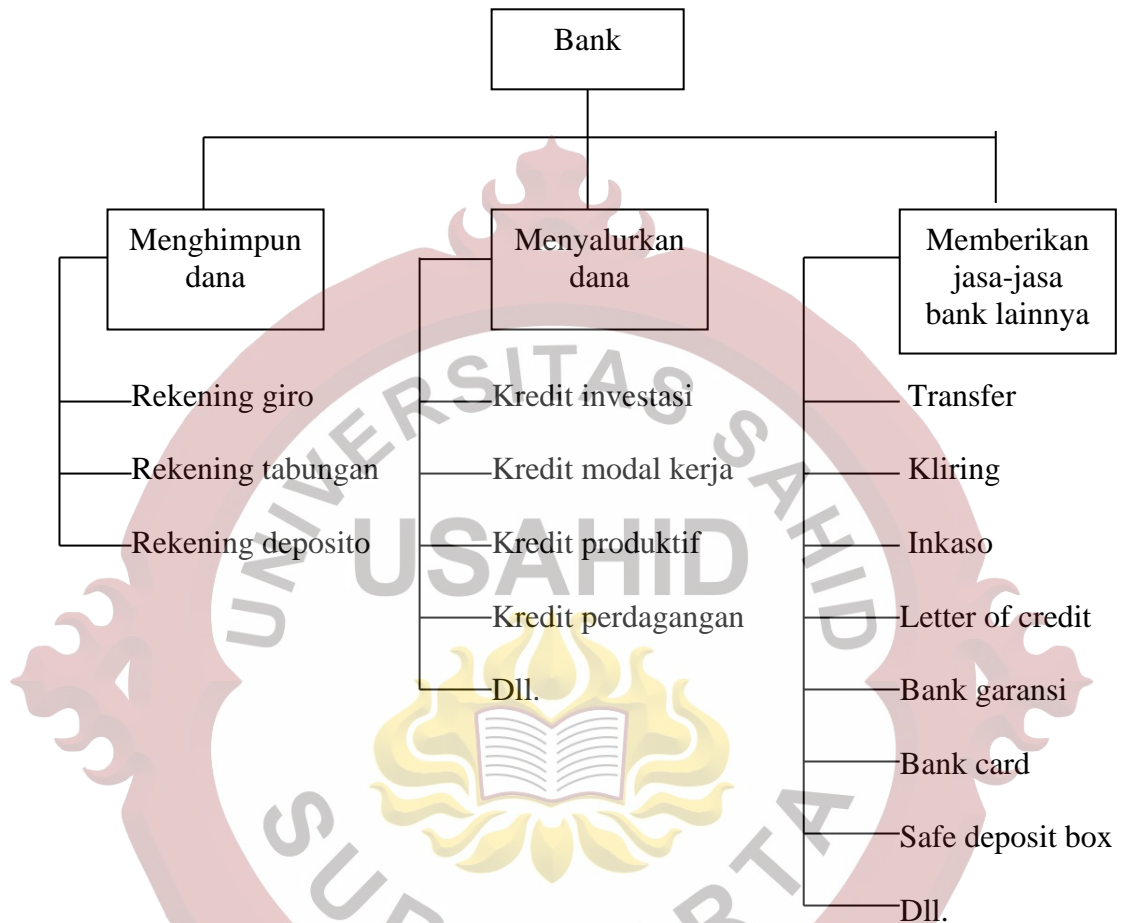 Bank
Menghimpun
dana
Rekening giro
Rekening tabungan
Rekening deposito
Menyalurkan
dana
Kredit investasi
Kredit modal kerja
Kredit produktif
Kredit perdagangan
Dll.
Memberikan
jasa-jasa
bank lainnya
Transfer
Kliring
Inkaso
Letter of credit
Bank garansi
Bank card
Safe deposit box
Dll.
UNIVERSITAS SAHID
USAHID